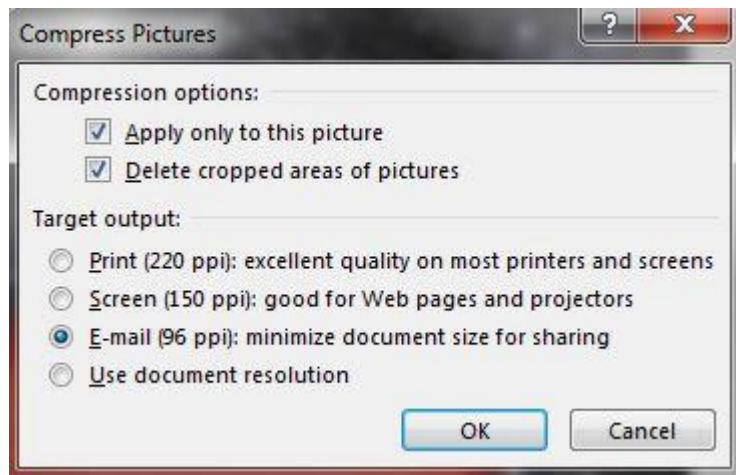 Compress Pictures
Compression options:
Apply only to this picture
Delete cropped areas of pictures
Target output:
Print (220 ppi): excellent quality on most printers and screens
Screen (150 ppi): good for Web pages and projectors
E-mail (96 ppi): minimize document size for sharing
Use document resolution
OK Cancel